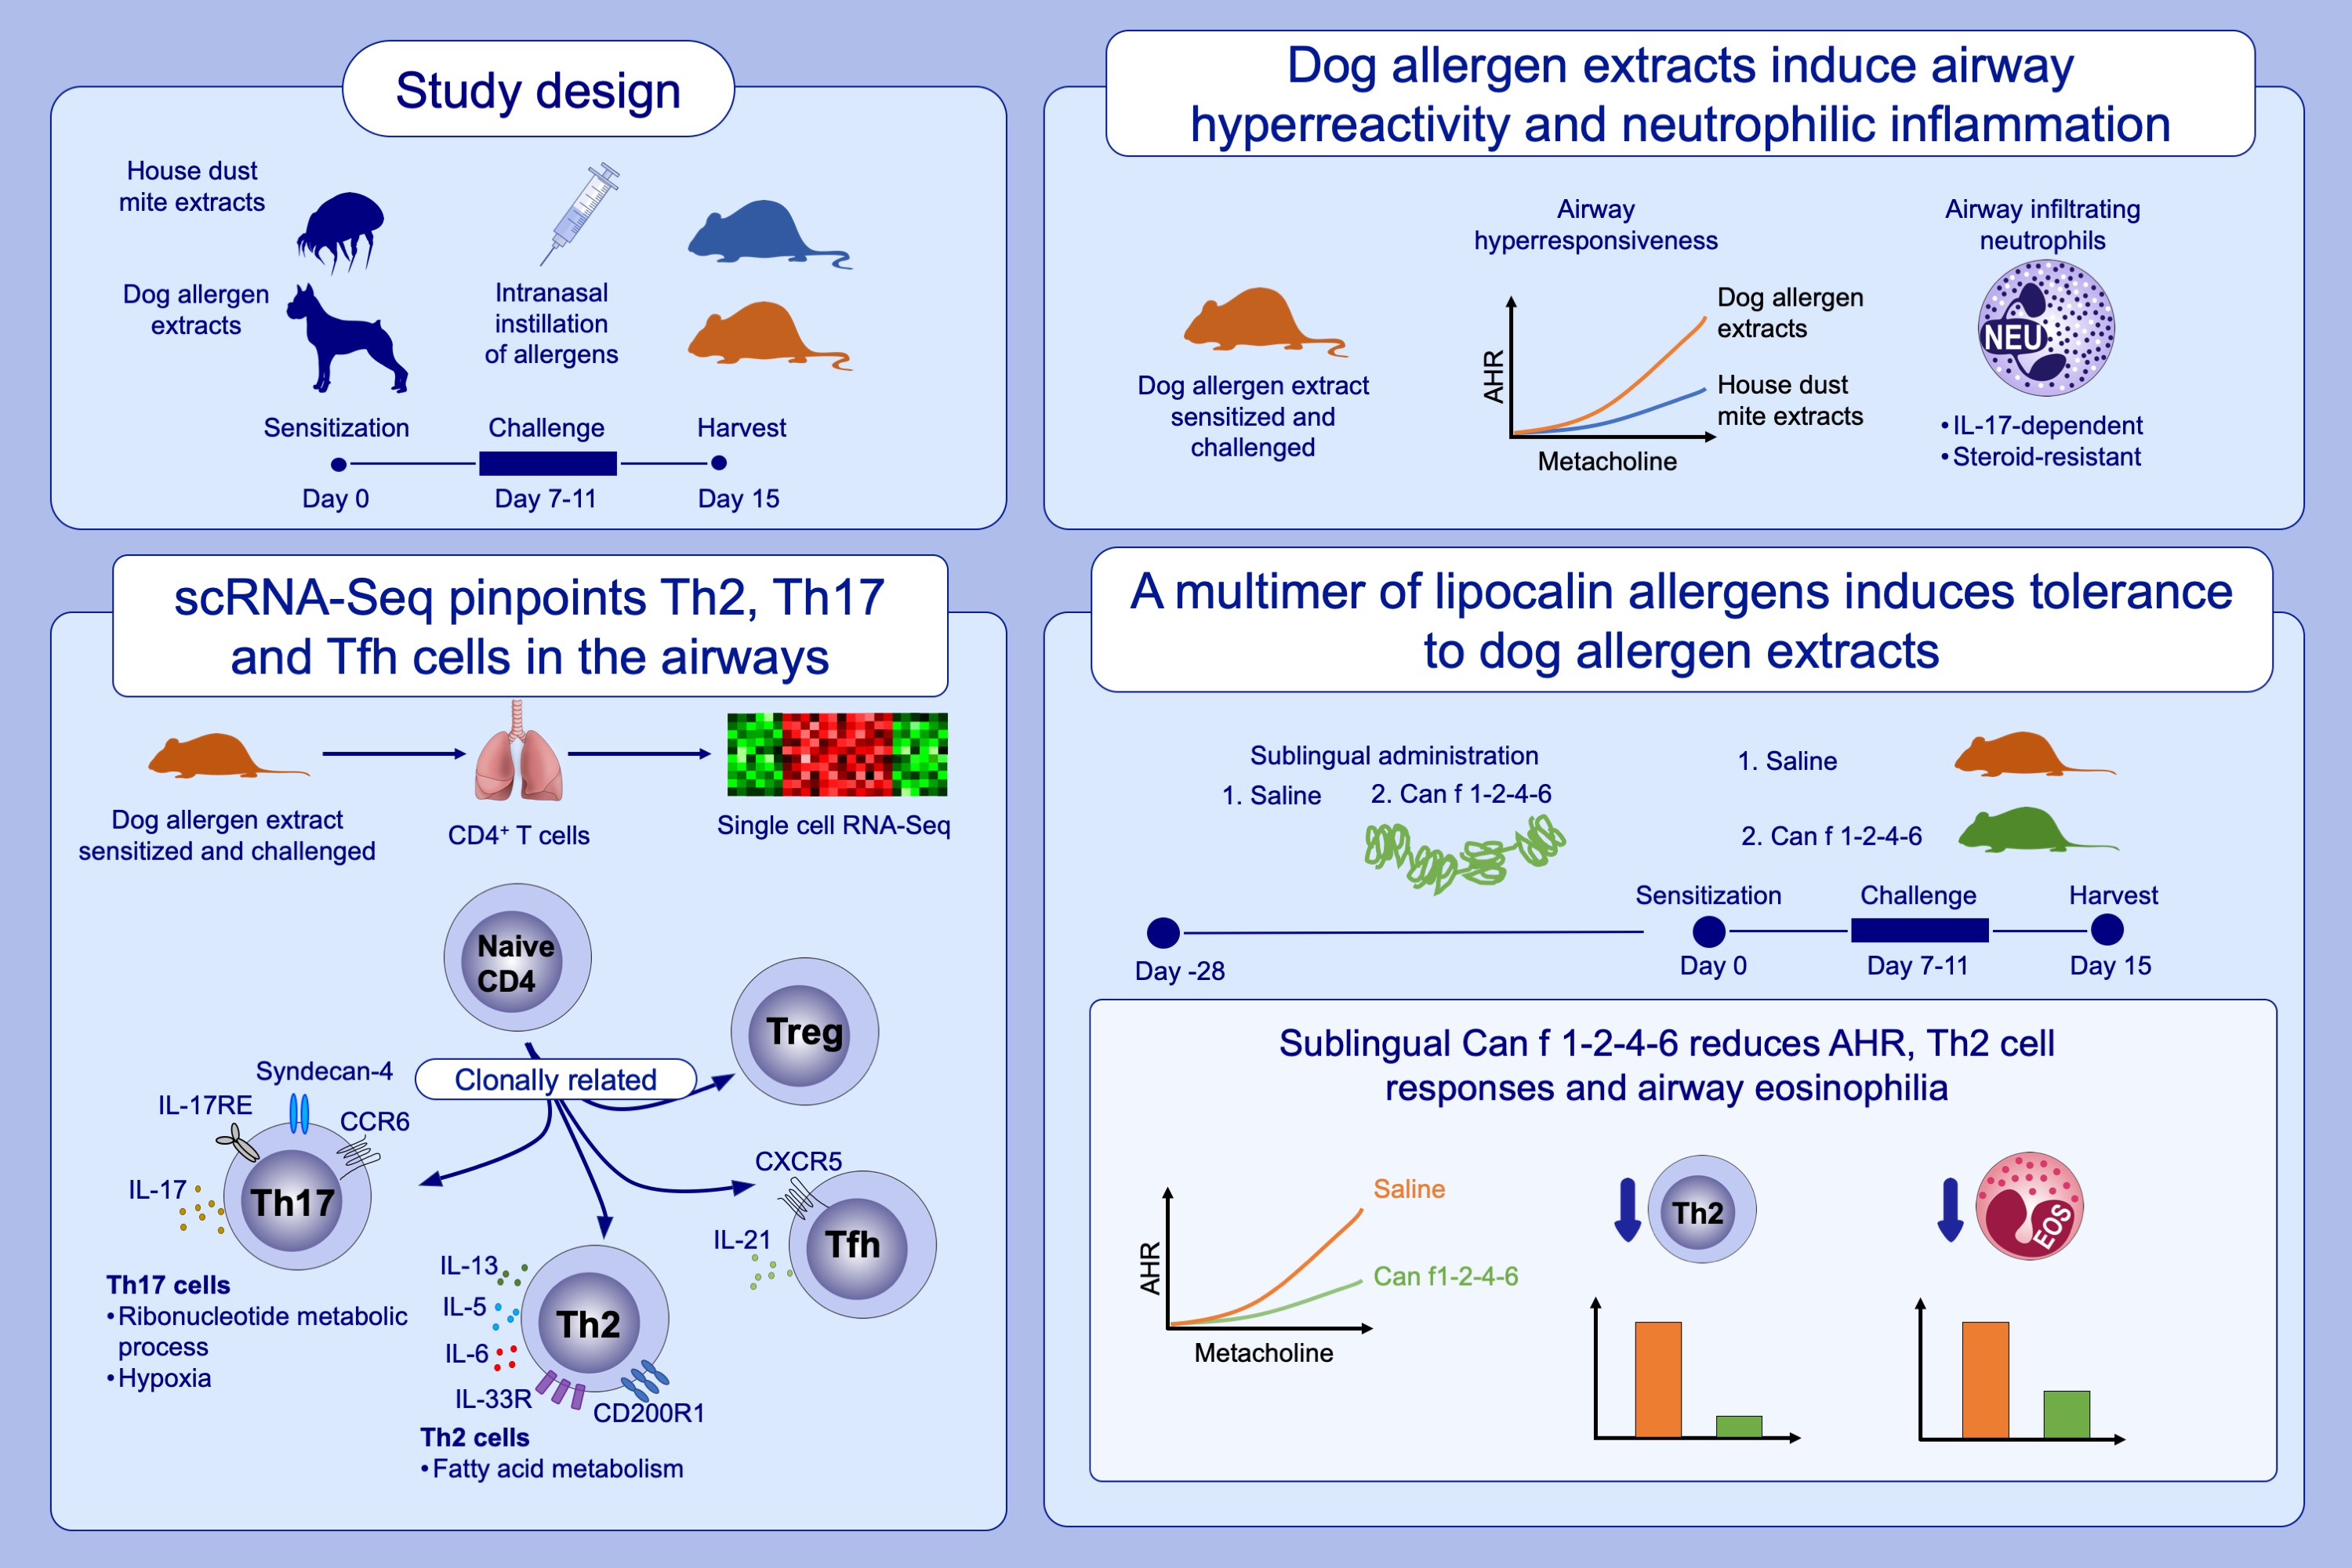 Study design
House dust
mite extracts
Dog allergen
extracts
Intranasal
instillation
of allergens
Sensitization
Challenge
Harvest
Day 0
Day 7-11
Day 15
Dog allergen extracts induce airway
hyperreactivity and neutrophilic inflammation
Dog allergen extract
sensitized and
challenged
Airway
hyperresponsiveness
AHR
Dog allergen
extracts
House dust
mite extracts
Metacholine
Airway infiltrating
neutrophils
NEU
•IL-17-dependent
•Steroid-resistant
scRNA-Seq pinpoints Th2, Th17
and Tfh cells in the airways
Dog allergen extract
sensitized and challenged
CD4⁺ T cells
Single cell RNA-Seq
Naive
CD4
Treg
Clonally related
Syndecan-4
IL-17RE
CCR6
IL-17
Th17
Th17 cells
•Ribonucleotide metabolic
process
•Hypoxia
CXCR5
IL-21
Tfh
IL-13
IL-5
IL-6
Th2
IL-33R
CD200R1
Th2 cells
•Fatty acid metabolism
A multimer of lipocalin allergens induces tolerance
to dog allergen extracts
Sublingual administration
1. Saline
2. Can f 1-2-4-6
1. Saline
2. Can f 1-2-4-6
Sensitization
Challenge
Harvest
Day -28
Day 0
Day 7-11
Day 15
Sublingual Can f 1-2-4-6 reduces AHR, Th2 cell
responses and airway eosinophilia
AHR
Saline
Can f1-2-4-6
Metacholine
Th2
EOS